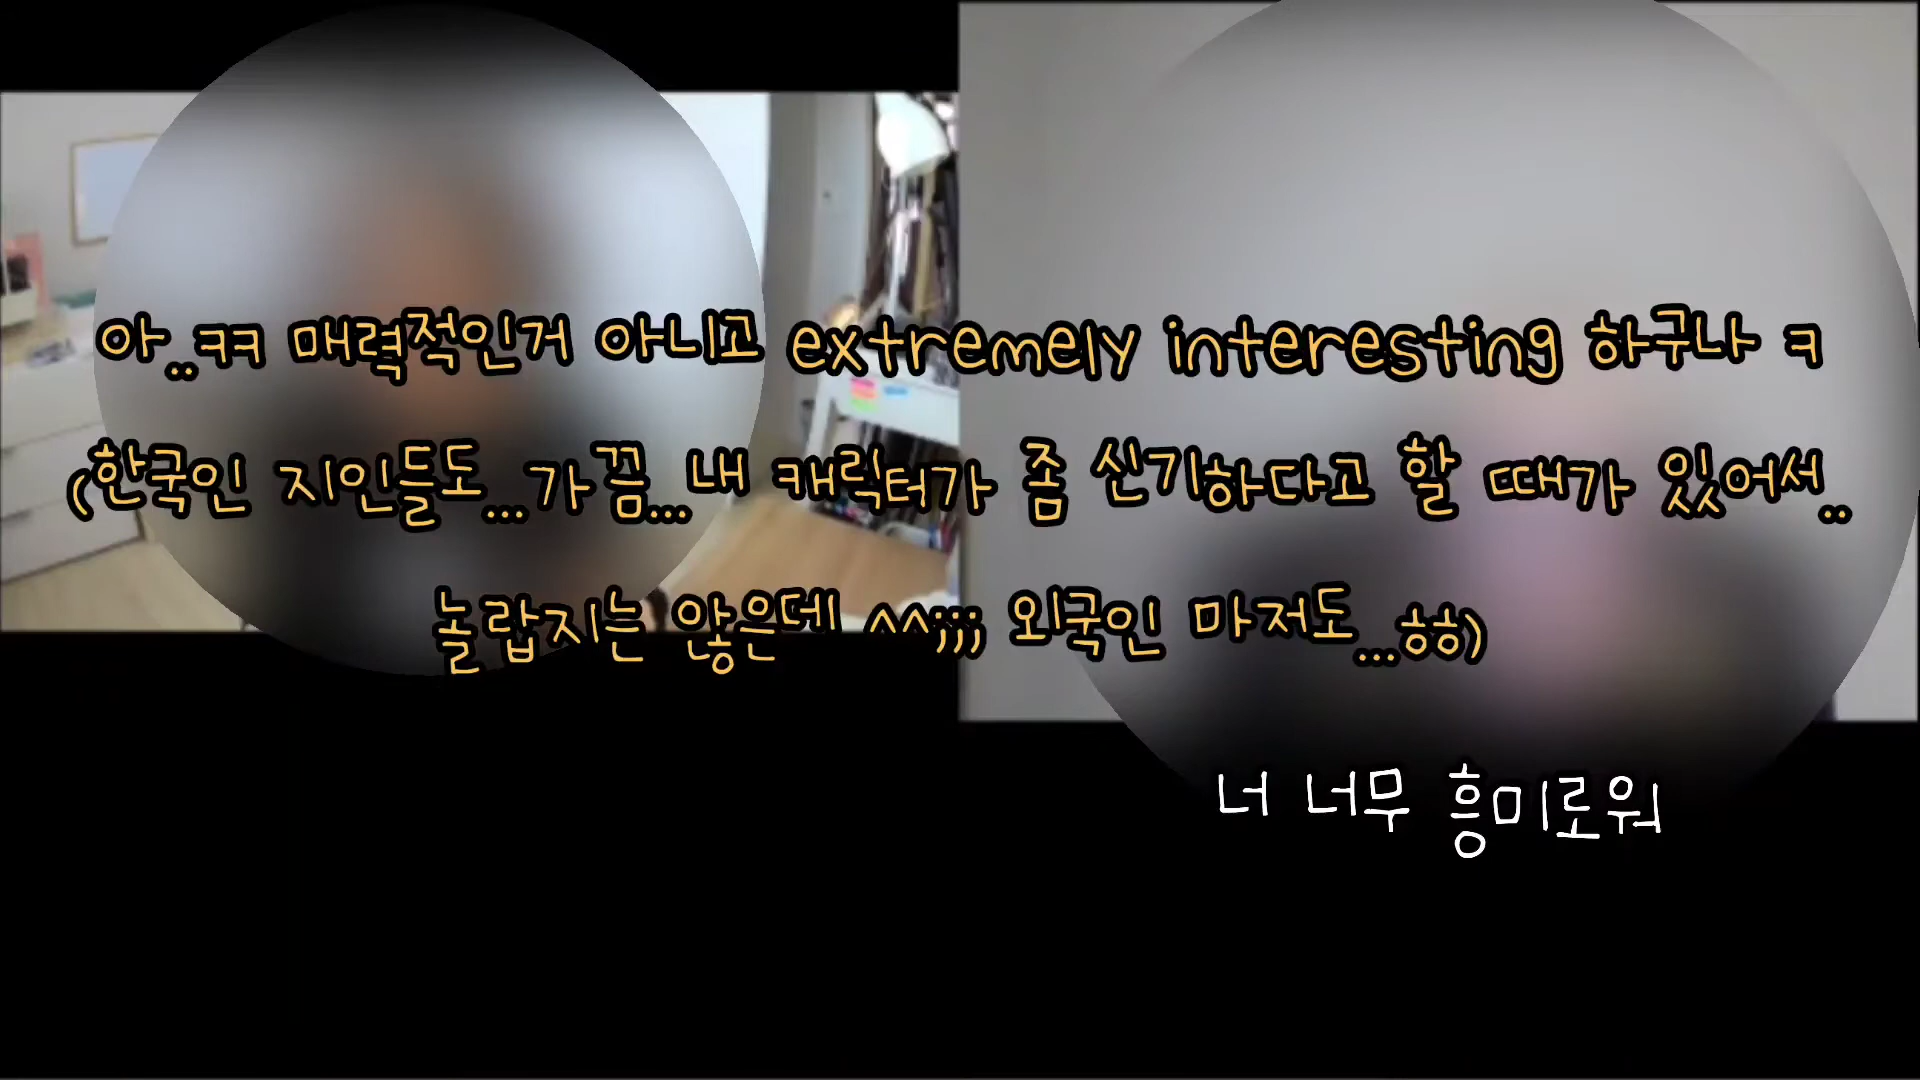 아..ㅋㅋ 매력적인거 아니고 extremely interesting 하구나 ㅋ
(한국인 지인들도...가끔...내 캐릭터가 좀 신기하다고 할 때가 있어서..
놀랍지는 않은데 ^^;;; 외국인 마저도...ㅎㅎ)
너 너무 흥미로워